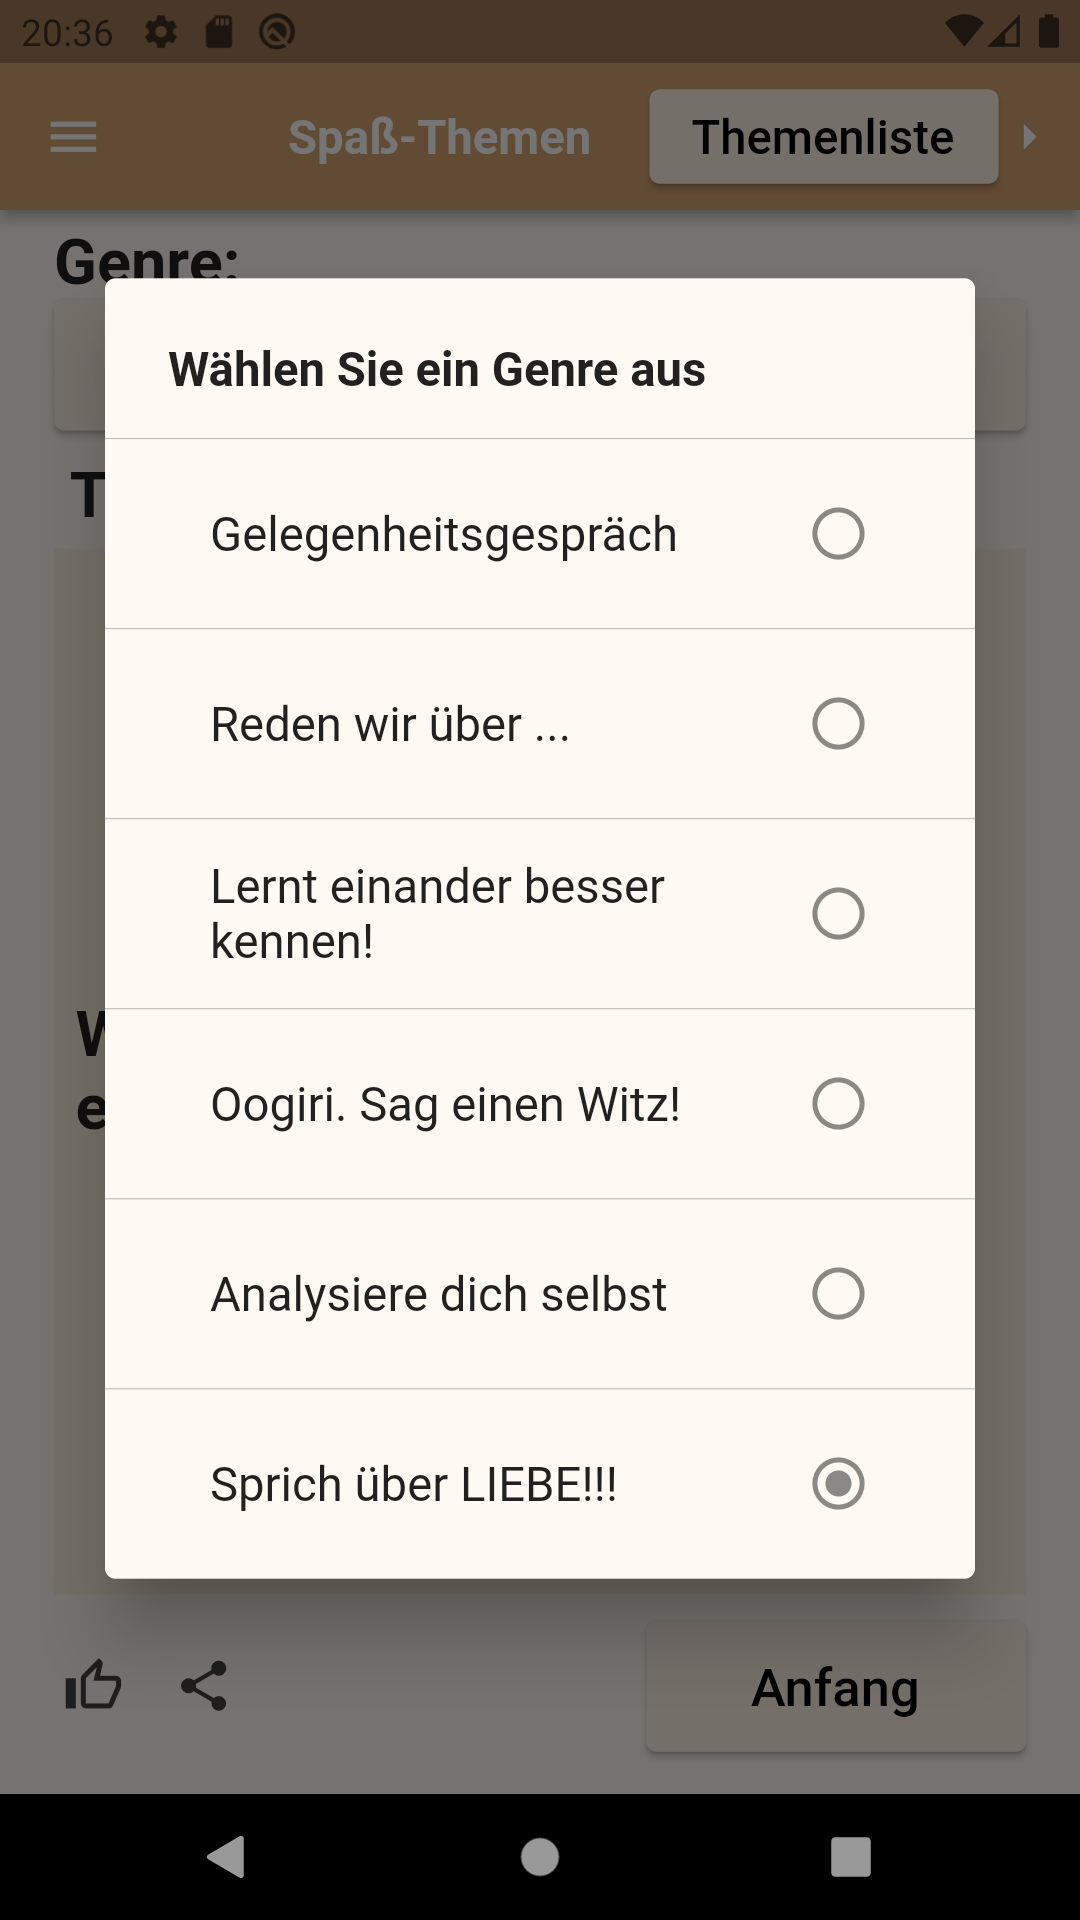 20:36
Spaß-Themen
Themenliste
Genre:
Wählen Sie ein Genre aus
Gelegenheitsgespräch
Reden wir über ...
Lernt einander besser
kennen!
Oogiri. Sag einen Witz!
Analysiere dich selbst
Sprich über LIEBE!!!
Anfang